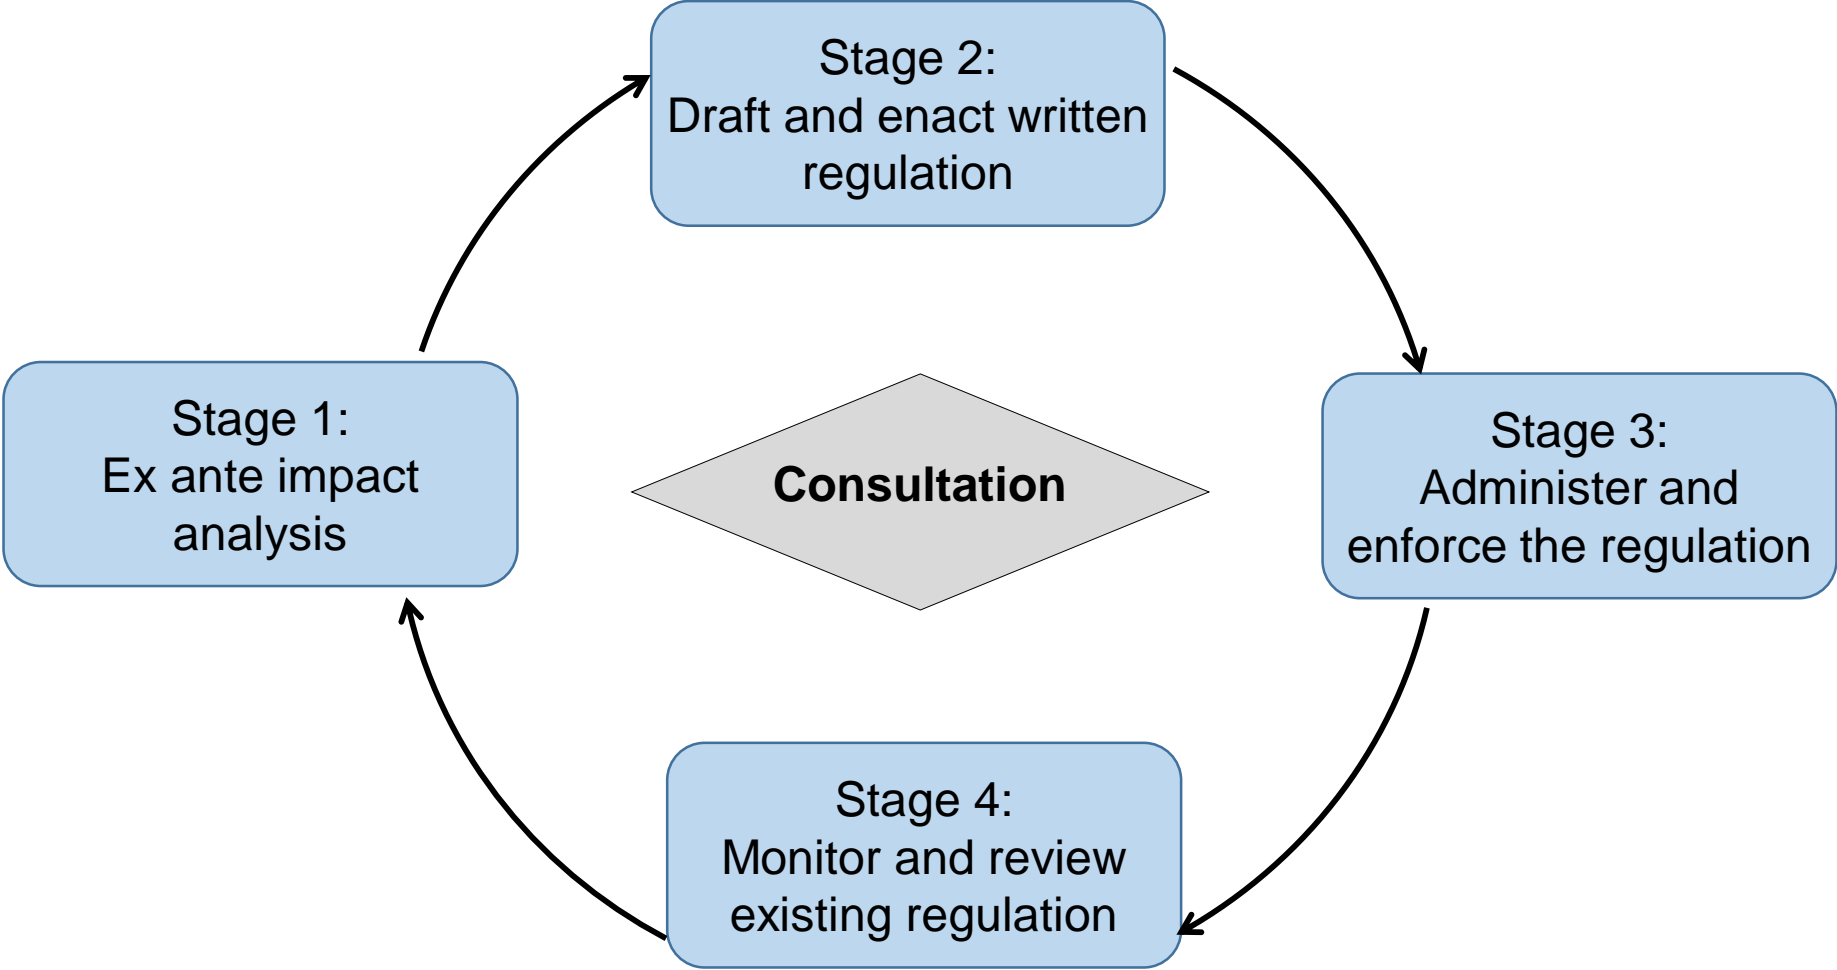 Stage 2:
Draft and enact written
regulation
Stage 1:
Ex ante impact
analysis
Consultation
Stage 3:
Administer and
enforce the regulation
Stage 4:
Monitor and review
existing regulation